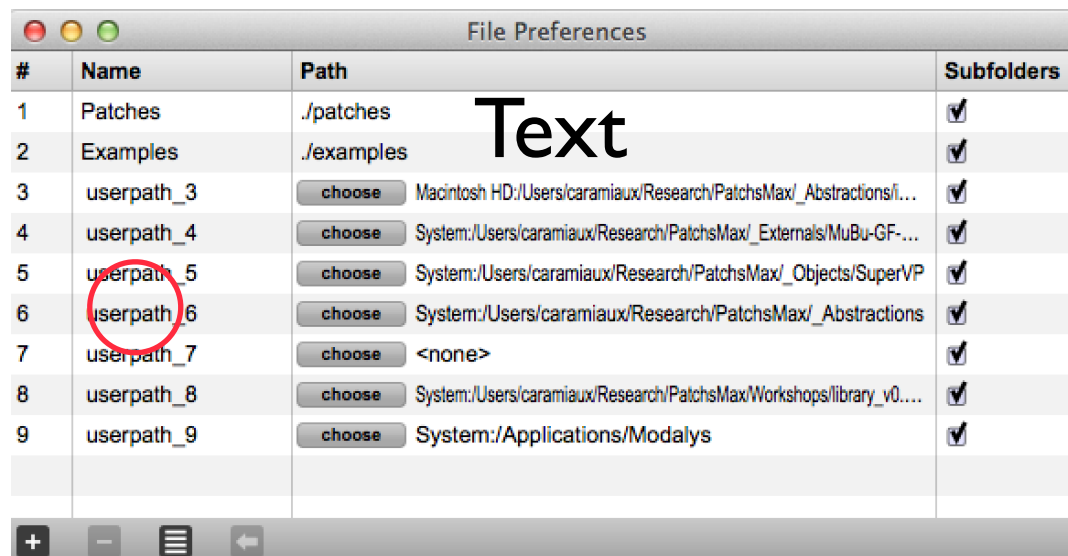 File Preferences
# Name Path Subfolders
1 Patches ./patches
Text
2 Examples ./examples
3 userpath_3 choose Macintosh HD:/Users/caramiaux/Research/PatchsMax/_Abstractions/i...
4 userpath_4 choose System:/Users/caramiaux/Research/PatchsMax/_Externals/MuBu-GF-...
5 userpath_5 choose System:/Users/caramiaux/Research/PatchsMax/_Objects/SuperVP
6 userpath_6 choose System:/Users/caramiaux/Research/PatchsMax/_Abstractions
7 userpath_7 choose <none>
8 userpath_8 choose System:/Users/caramiaux/Research/PatchsMax/Workshops/library_v0....
9 userpath_9 choose System:/Applications/Modalys